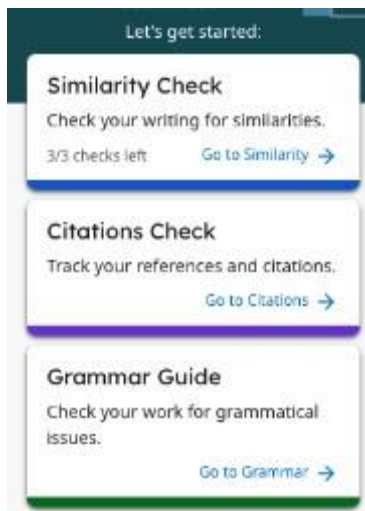 Let's get started:
Similarity Check
Check your writing for similarities.
3/3 checks left Go to Similarity →
Citations Check
Track your references and citations.
Go to Citations →
Grammar Guide
Check your work for grammatical
issues.
Go to Grammar →